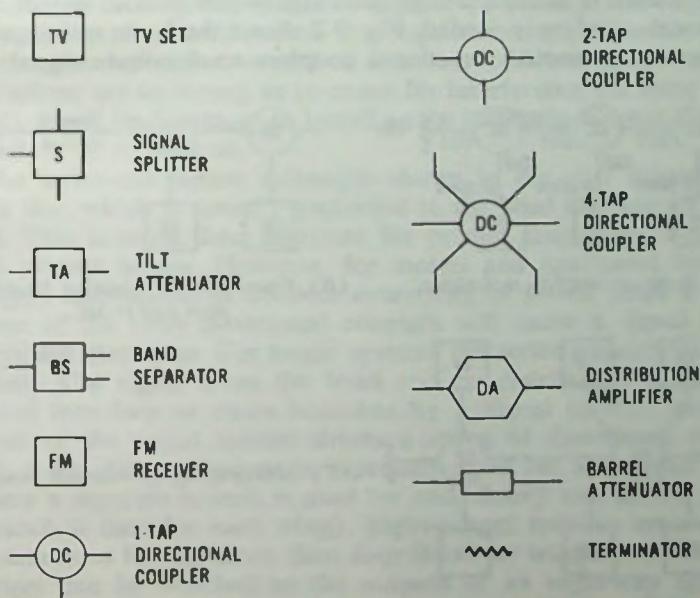 TV
TV SET
S
SIGNAL
SPLITTER
TA
TILT
ATTENUATOR
BS
BAND
SEPARATOR
FM
FM
RECEIVER
DC
1-TAP
DIRECTIONAL
COUPLER
DC
2-TAP
DIRECTIONAL
COUPLER
DC
4-TAP
DIRECTIONAL
COUPLER
DA
DISTRIBUTION
AMPLIFIER
BARREL
ATTENUATOR
TERMINATOR